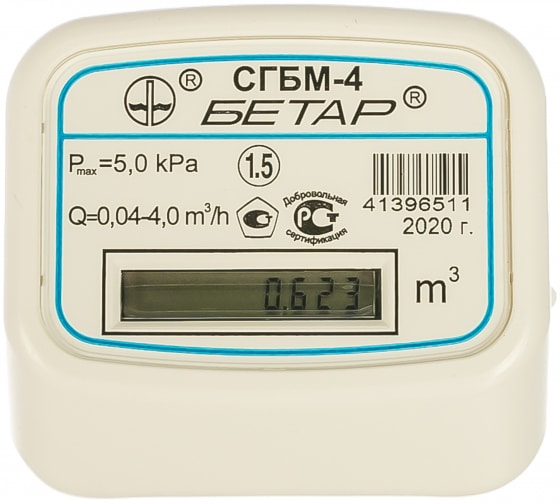 ® СГБМ-4
БЕТАР®
Pmax=5,0 kPa
1.5
41396511
Q=0,04-4,0 m³/h
Добровольная
РСТ
сертификация
2020 г.
0.623
m³